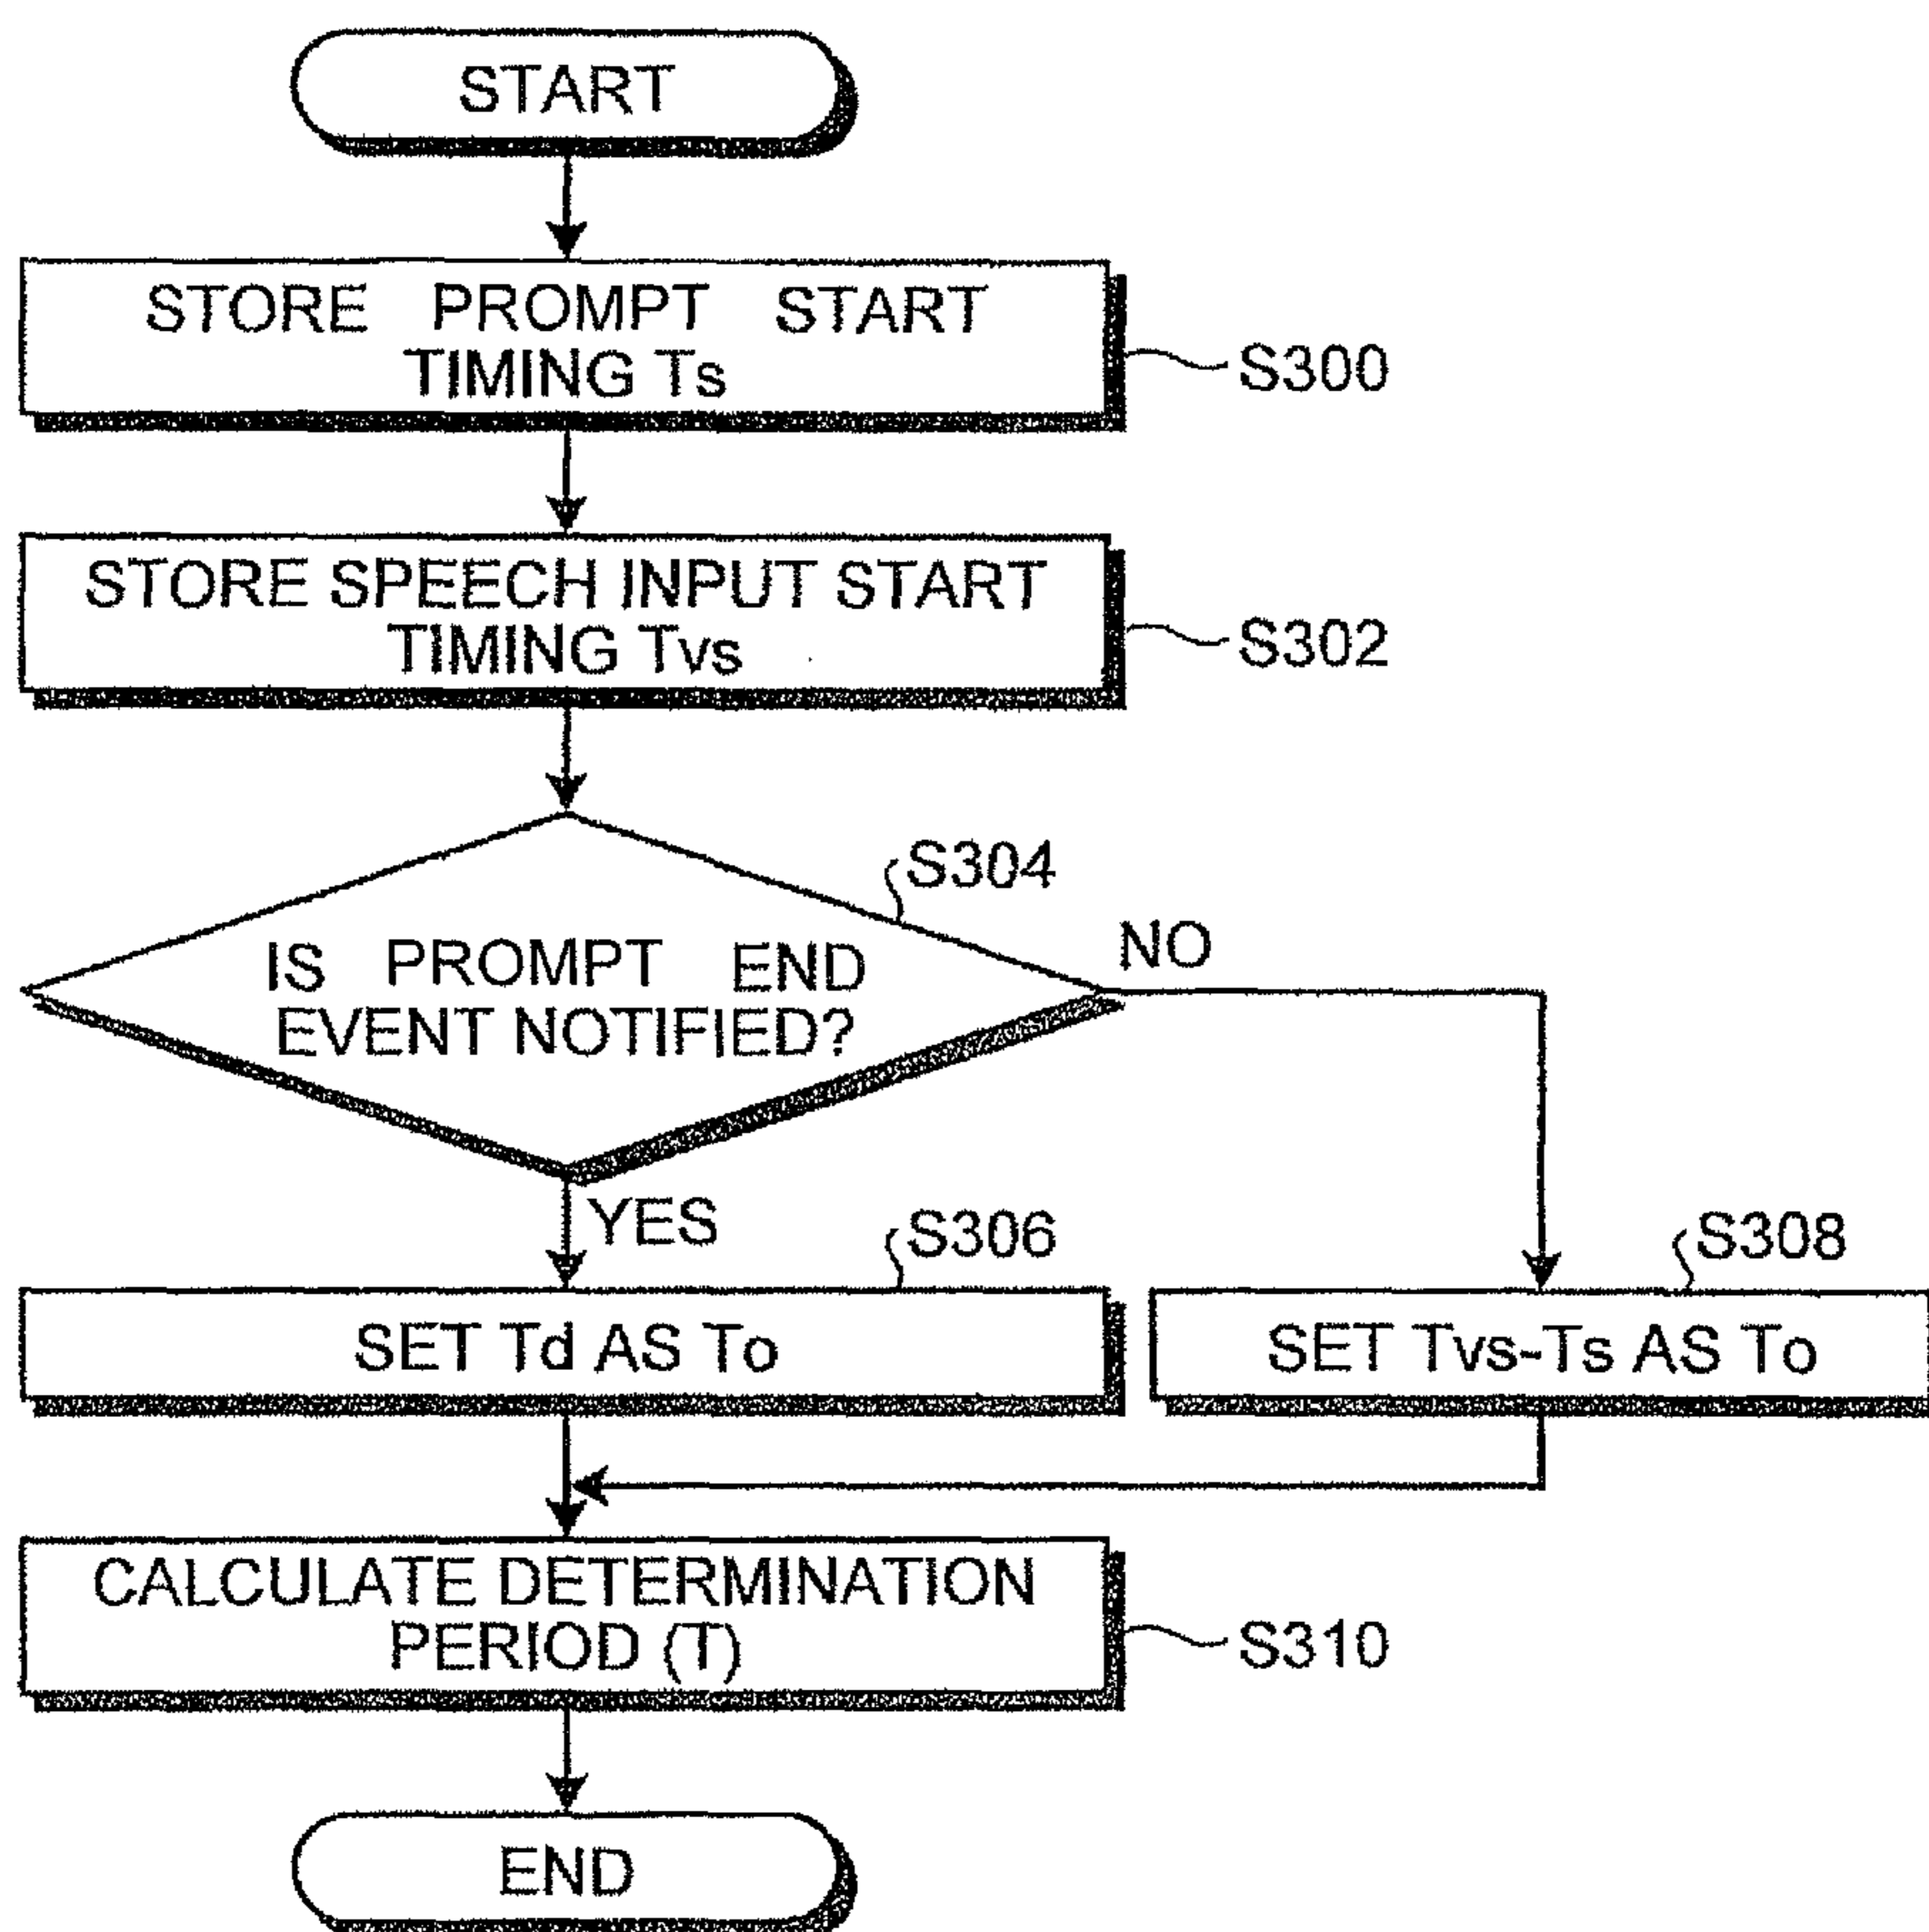 START
STORE PROMPT START
TIMING Ts
S300
STORE SPEECH INPUT START
TIMING Tvs
S302
S304
IS PROMPT END
EVENT NOTIFIED?
NO
YES
S306
S308
SET Td AS To
SET Tvs-Ts AS To
CALCULATE DETERMINATION
PERIOD (T)
S310
END